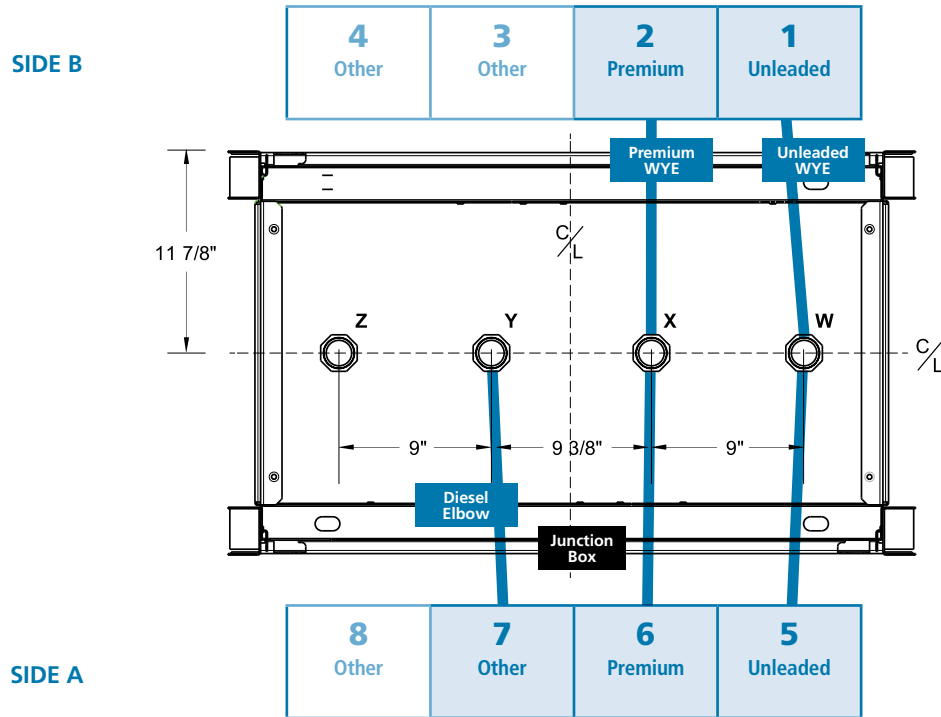 SIDE B
4
Other
3
Other
2
Premium
1
Unleaded
Premium
WYE
Unleaded
WYE
11 7/8"
C/L
Z
Y
X
W
C/L
9"
9 3/8"
9"
Diesel
Elbow
Junction
Box
SIDE A
8
Other
7
Other
6
Premium
5
Unleaded